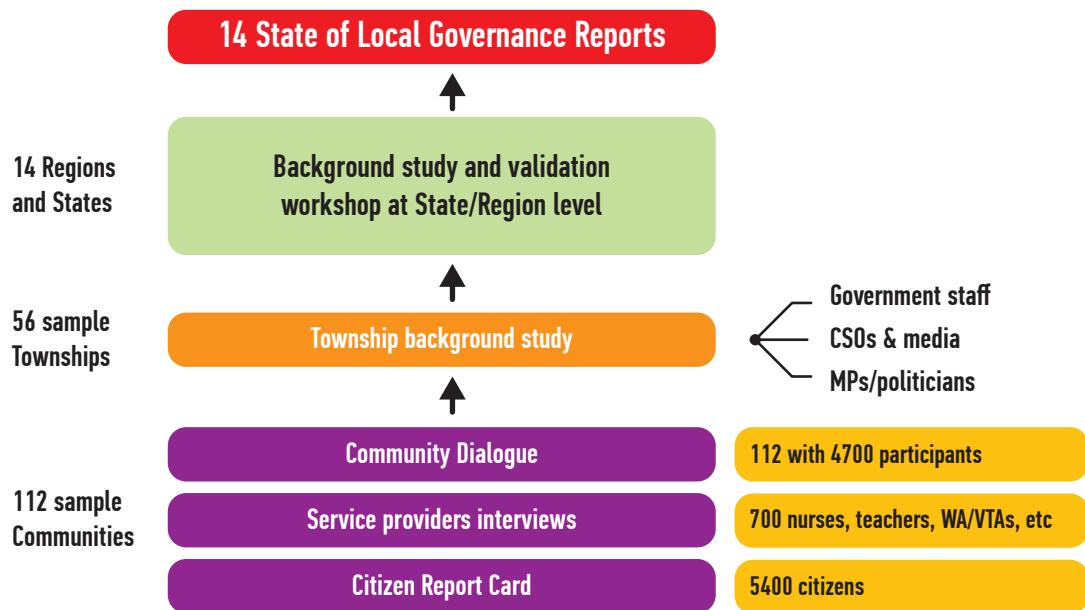 14 State of Local Governance Reports
14 Regions
and States
Background study and validation
workshop at State/Region level
56 sample
Townships
Township background study
Government staff
CSOs & media
MPs/politicians
112 sample
Communities
Community Dialogue
112 with 4700 participants
Service providers interviews
700 nurses, teachers, WA/VTAs, etc
Citizen Report Card
5400 citizens